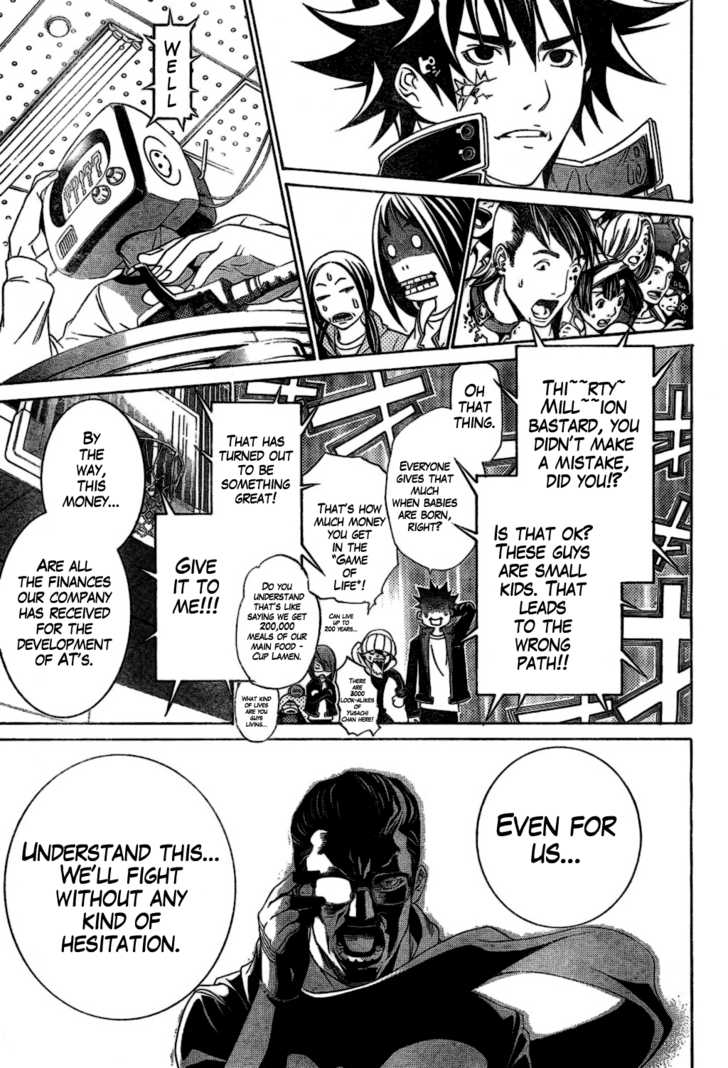 WELL
THI~~RTY~
MILL~~ION
BASTARD, YOU
DIDN'T MAKE
A MISTAKE,
DID YOU!?
IS THAT OK?
THESE GUYS
ARE SMALL
KIDS. THAT
LEADS
TO THE
WRONG
PATH!!
OH
THAT
THING.
EVERYONE
GIVES THAT
MUCH
WHEN BABIES
ARE BORN,
RIGHT?
THAT'S HOW
MUCH MONEY
YOU GET
IN THE
"GAME
OF
LIFE"!
THAT HAS
TURNED OUT
TO BE
SOMETHING
GREAT!
GIVE
IT TO
ME!!!
CAN LIVE
UP TO
200 YEARS...
THERE
ARE
3000
LOOK-ALIKES
OF
YUSACHI
CHAN HERE!
DO YOU
UNDERSTAND
THAT'S LIKE
SAYING WE GET
200,000
MEALS OF OUR
MAIN FOOD -
CUP LAMEN.
WHAT KIND
OF LIVES
ARE YOU
GUYS
LIVING...
BY
THE
WAY,
THIS
MONEY...
ARE ALL
THE FINANCES
OUR COMPANY
HAS RECEIVED
FOR THE
DEVELOPMENT
OF AT'S.
EVEN FOR
US...
UNDERSTAND THIS...
WE'LL FIGHT
WITHOUT ANY
KIND OF
HESITATION.